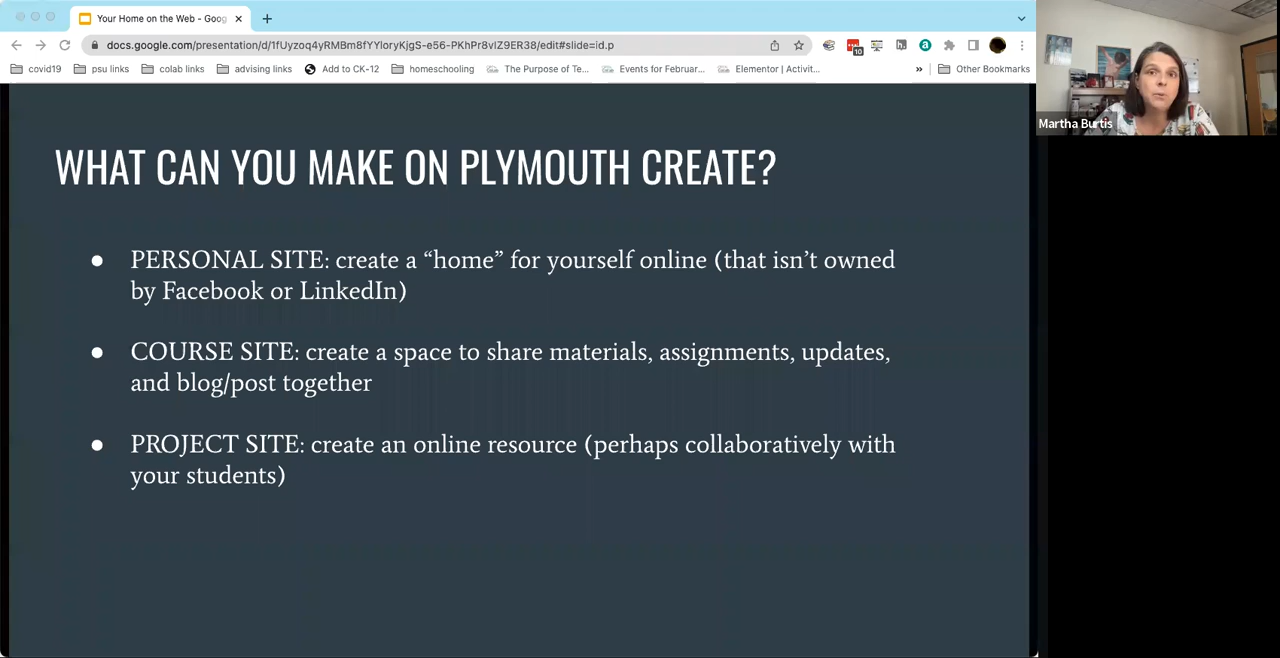 Your Home on the Web - Goog
docs.google.com/presentation/d/1fUyzoq4yRMBm8fYYloryKjgS-e56-PKhPr8vIZ9ER38/edit#slide=id.p
10
covid19
psu links
colab links
advising links
Add to CK-12
homeschooling
The Purpose of Te...
Events for Februar...
Elementor | Activit...
»
Other Bookmarks
Martha Burtis
WHAT CAN YOU MAKE ON PLYMOUTH CREATE?
● PERSONAL SITE: create a “home” for yourself online (that isn’t owned
by Facebook or LinkedIn)
● COURSE SITE: create a space to share materials, assignments, updates,
and blog/post together
● PROJECT SITE: create an online resource (perhaps collaboratively with
your students)